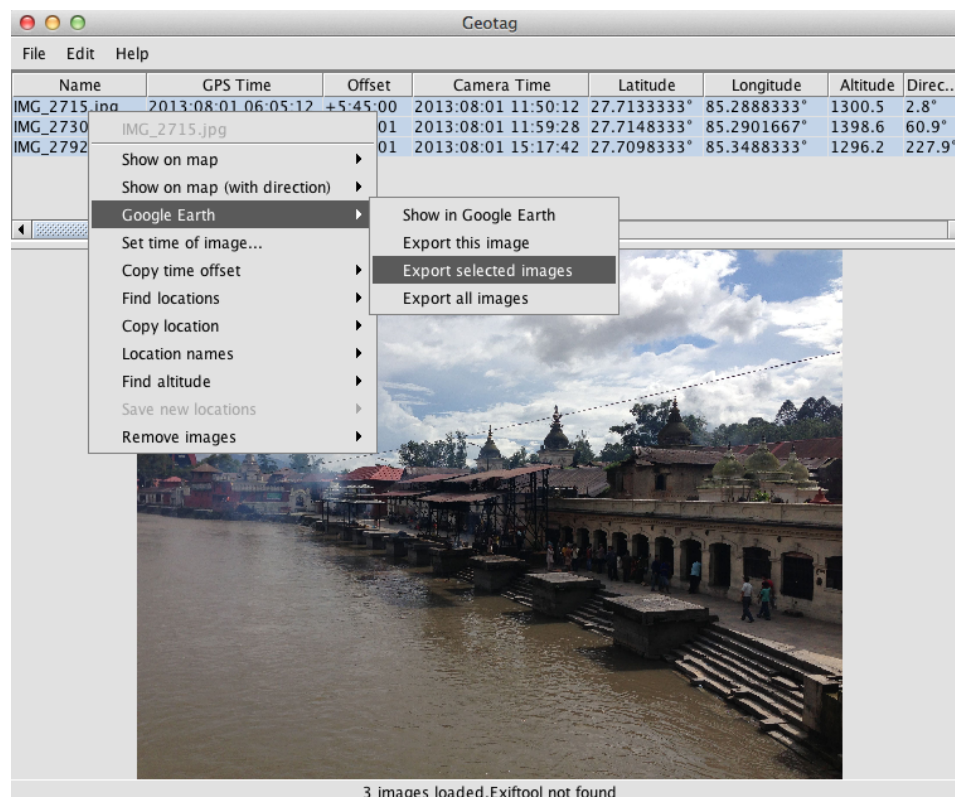 Geotag
File Edit Help
Name GPS Time Offset Camera Time Latitude Longitude Altitude Direc...
IMG_2715.jpg 2013:08:01 06:05:12 +5:45:00 2013:08:01 11:50:12 27.7133333° 85.2888333° 1300.5 2.8°
IMG_2730 01 2013:08:01 11:59:28 27.7148333° 85.2901667° 1398.6 60.9°
IMG_2792 01 2013:08:01 15:17:42 27.7098333° 85.3488333° 1296.2 227.9°
IMG_2715.jpg
Show on map
Show on map (with direction)
Google Earth
Set time of image...
Copy time offset
Find locations
Copy location
Location names
Find altitude
Save new locations
Remove images
Show in Google Earth
Export this image
Export selected images
Export all images
3 images loaded.Exiftool not found